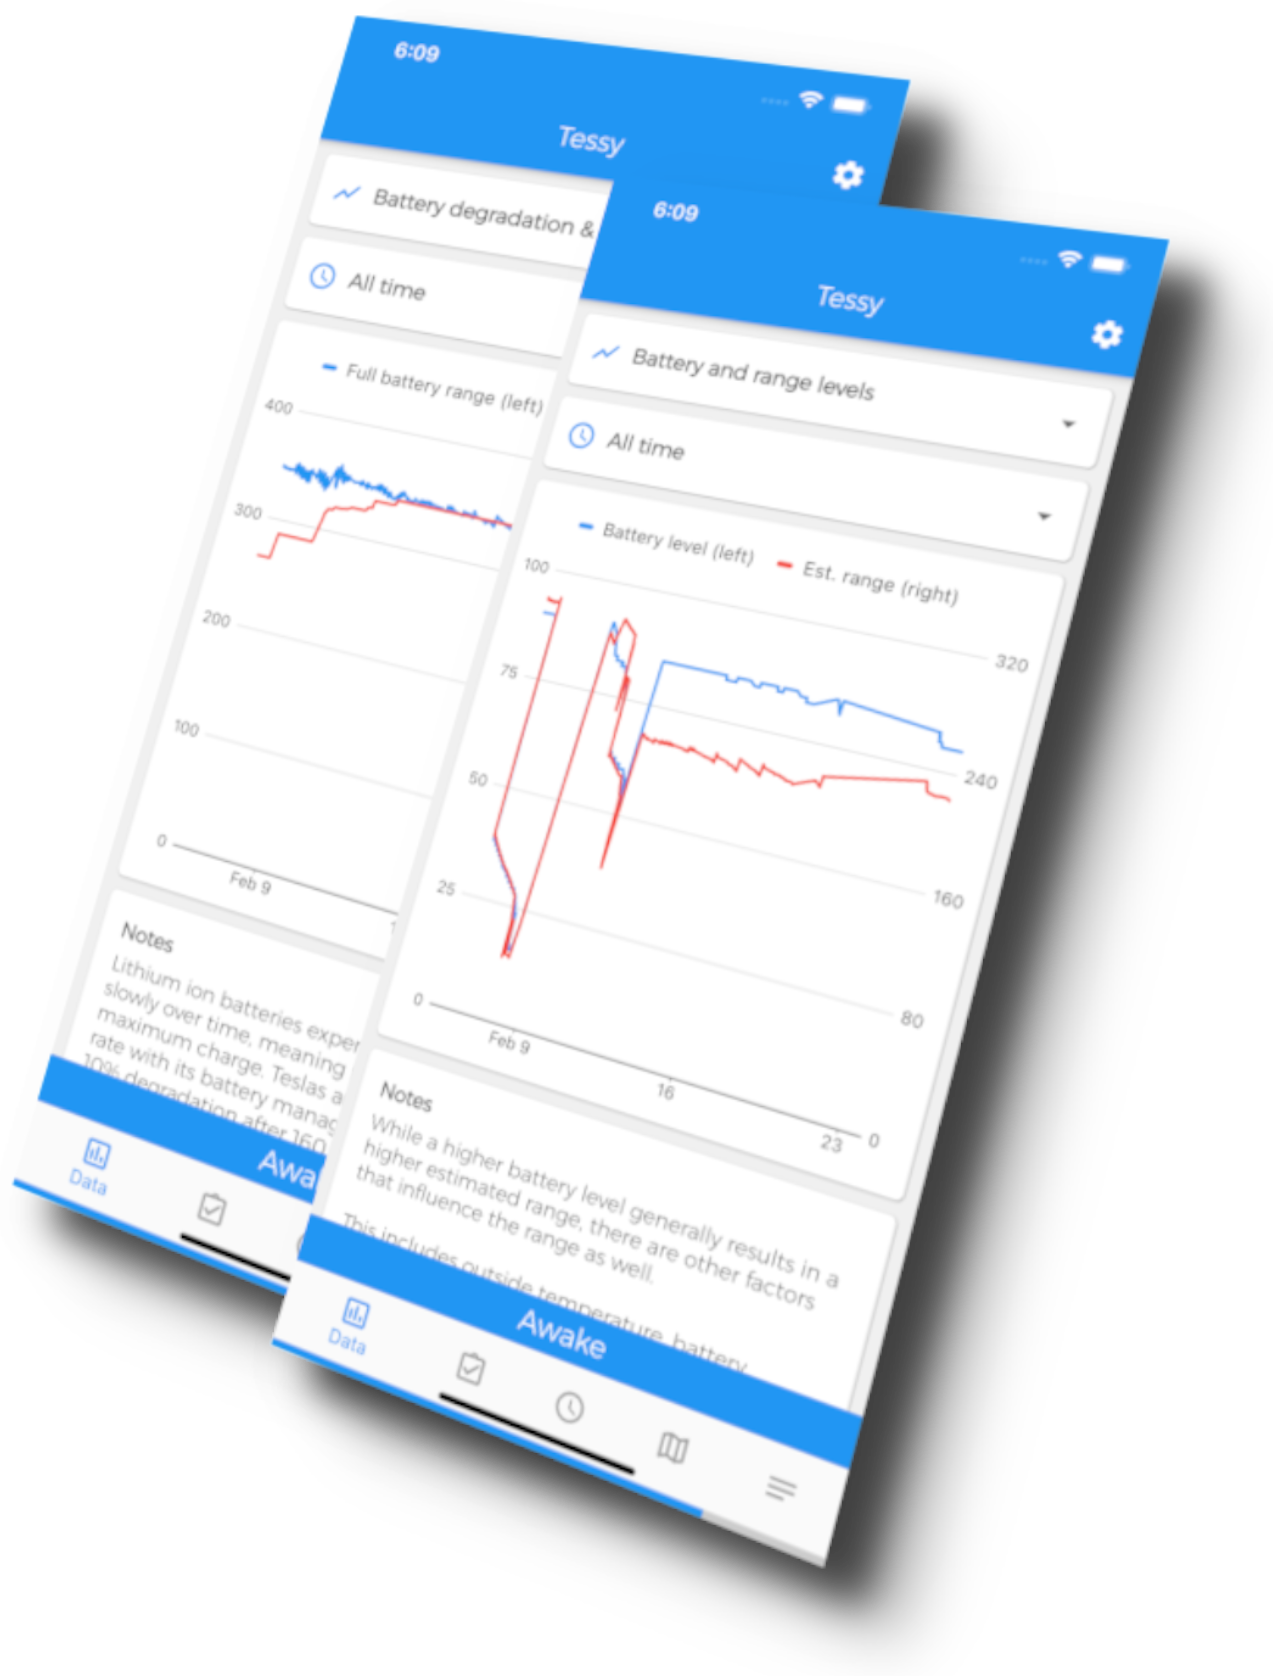 6:09
Tessy
Battery degradation &
All time
Full battery range (left)
400
300
200
100
0
Feb 9
Notes
Lithium ion batteries exper
slowly over time, meaning
maximum charge. Teslas a
rate with its battery manag
10% degradation after 160
Awa
Data
6:09
Tessy
Battery and range levels
All time
Battery level (left) Est. range (right)
100
75
50
25
0
320
240
160
80
0
Feb 9
16
23
Notes
While a higher battery level generally results in a
higher estimated range, there are other factors
that influence the range as well.
This includes outside temperature, battery
Awake
Data